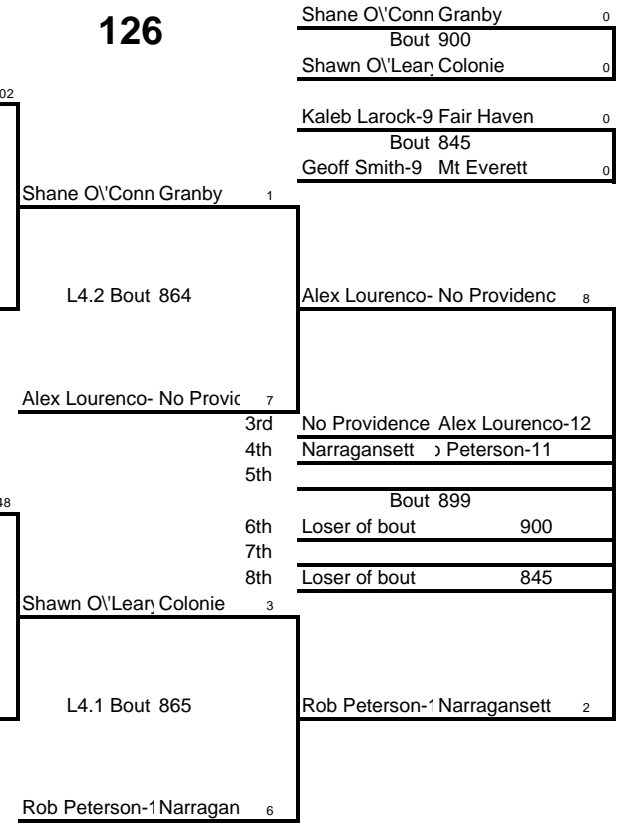 126
Shane O\'Conn Granby 0
Bout 900
Shawn O\'Leary Colonie 0
02
Kaleb Larock-9 Fair Haven 0
Bout 845
Geoff Smith-9 Mt Everett 0
Shane O\'Conn Granby 1
L4.2 Bout 864
Alex Lourenco- No Providenc 8
Alex Lourenco- No Provid 7
3rd No Providence Alex Lourenco-12
4th Narragansett Peterson-11
5th
48
Bout 899
6th Loser of bout 900
7th
8th Loser of bout 845
Shawn O\'Leary Colonie 3
L4.1 Bout 865
Rob Peterson-1 Narragansett 2
Rob Peterson-1 Narragan 6